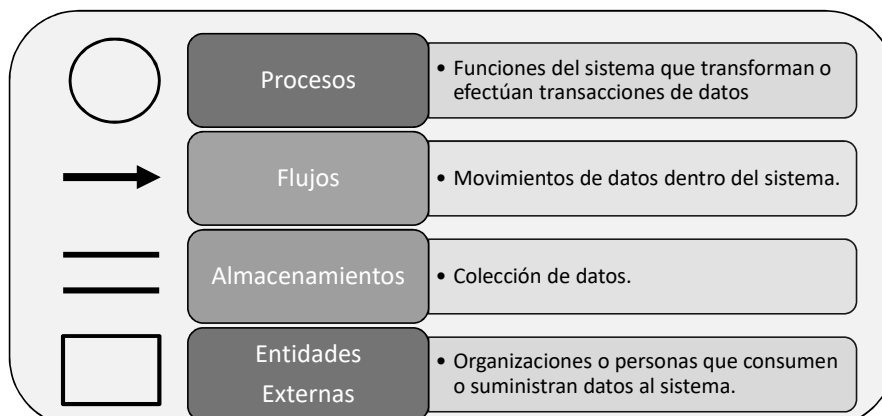 Procesos
• Funciones del sistema que transforman o
efectúan transacciones de datos
Flujos
• Movimientos de datos dentro del sistema.
Almacenamientos
• Colección de datos.
Entidades
Externas
• Organizaciones o personas que consumen
o suministran datos al sistema.